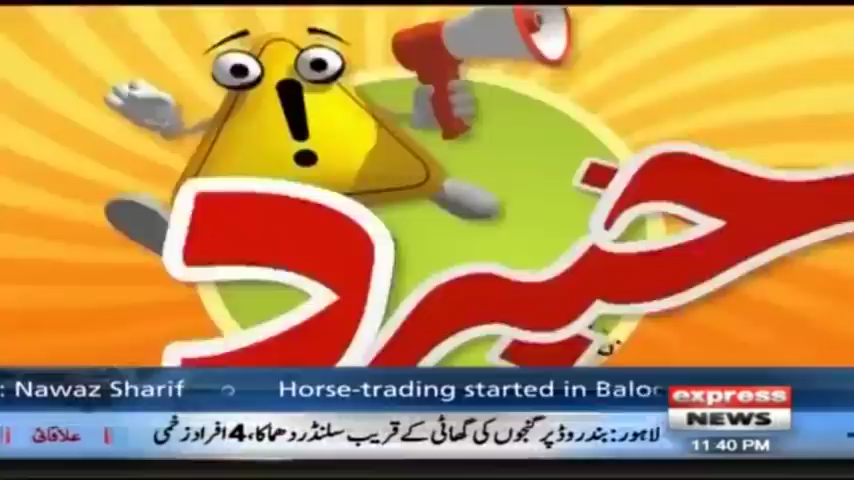 خبرد
: Nawaz Sharif ○ Horse-trading started in Baloc
express
NEWS
لاہور: بندروڈ پر گنجوں کی گھاٹی کے قریب سلنڈر دھماکا، 4 افراد زخمی
علاقائی
11:40 PM